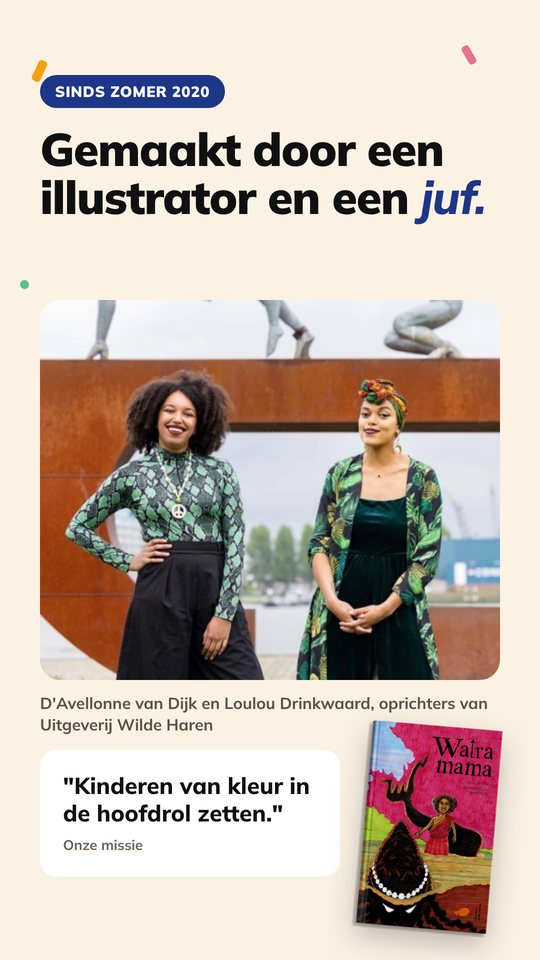 SINDS ZOMER 2020
Gemaakt door een
illustrator en een juf.
D'Avellonne van Dijk en Loulou Drinkwaard, oprichters van
Uitgeverij Wilde Haren
"Kinderen van kleur in
de hoofdrol zetten."
Onze missie
Watra
mama